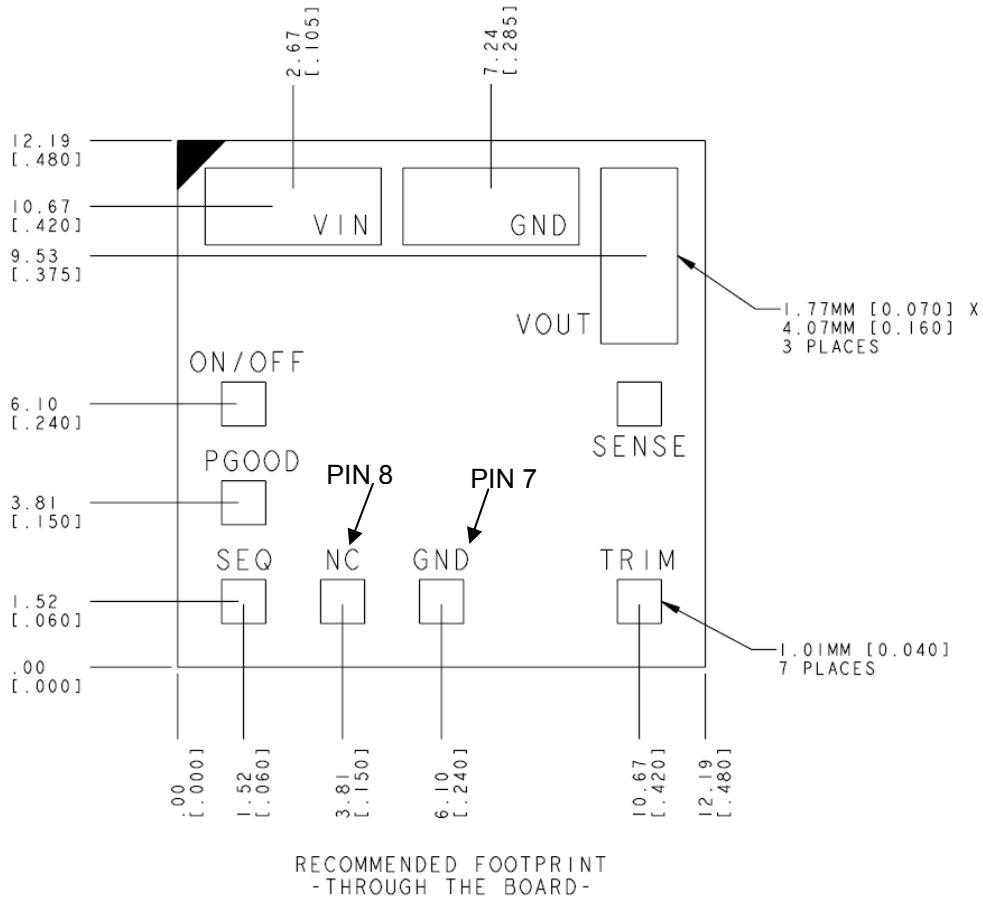 2.67
[.105]
7.24
[.285]
12.19
[.480]
10.67
[.420]
VIN
GND
9.53
[.375]
1.77MM [0.070] X
4.07MM [0.160]
3 PLACES
VOUT
ON/OFF
6.10
[.240]
SENSE
PGOOD
PIN 8
PIN 7
3.81
[.150]
SEQ
NC
GND
TRIM
1.52
[.060]
.00
[.000]
1.01MM [0.040]
7 PLACES
.00
[.000]
1.52
[.060]
3.81
[.150]
6.10
[.240]
10.67
[.420]
12.19
[.480]
RECOMMENDED FOOTPRINT
-THROUGH THE BOARD-